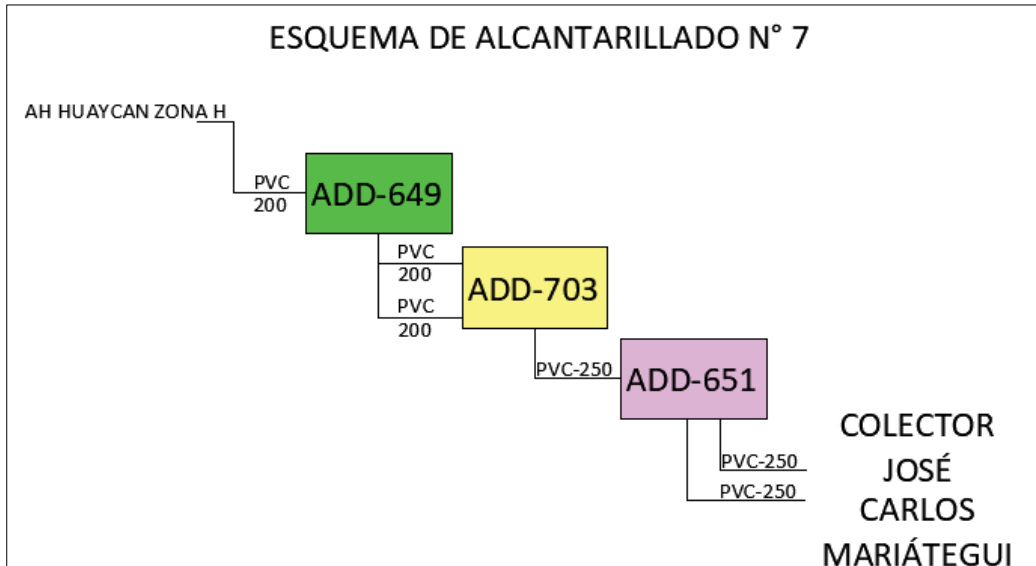 ESQUEMA DE ALCANTARILLADO N° 7
AH HUAYCAN ZONA H
PVC
200
ADD-649
PVC
200
PVC
200
ADD-703
PVC-250
ADD-651
PVC-250
PVC-250
COLECTOR
JOSÉ
CARLOS
MARIÁTEGUI